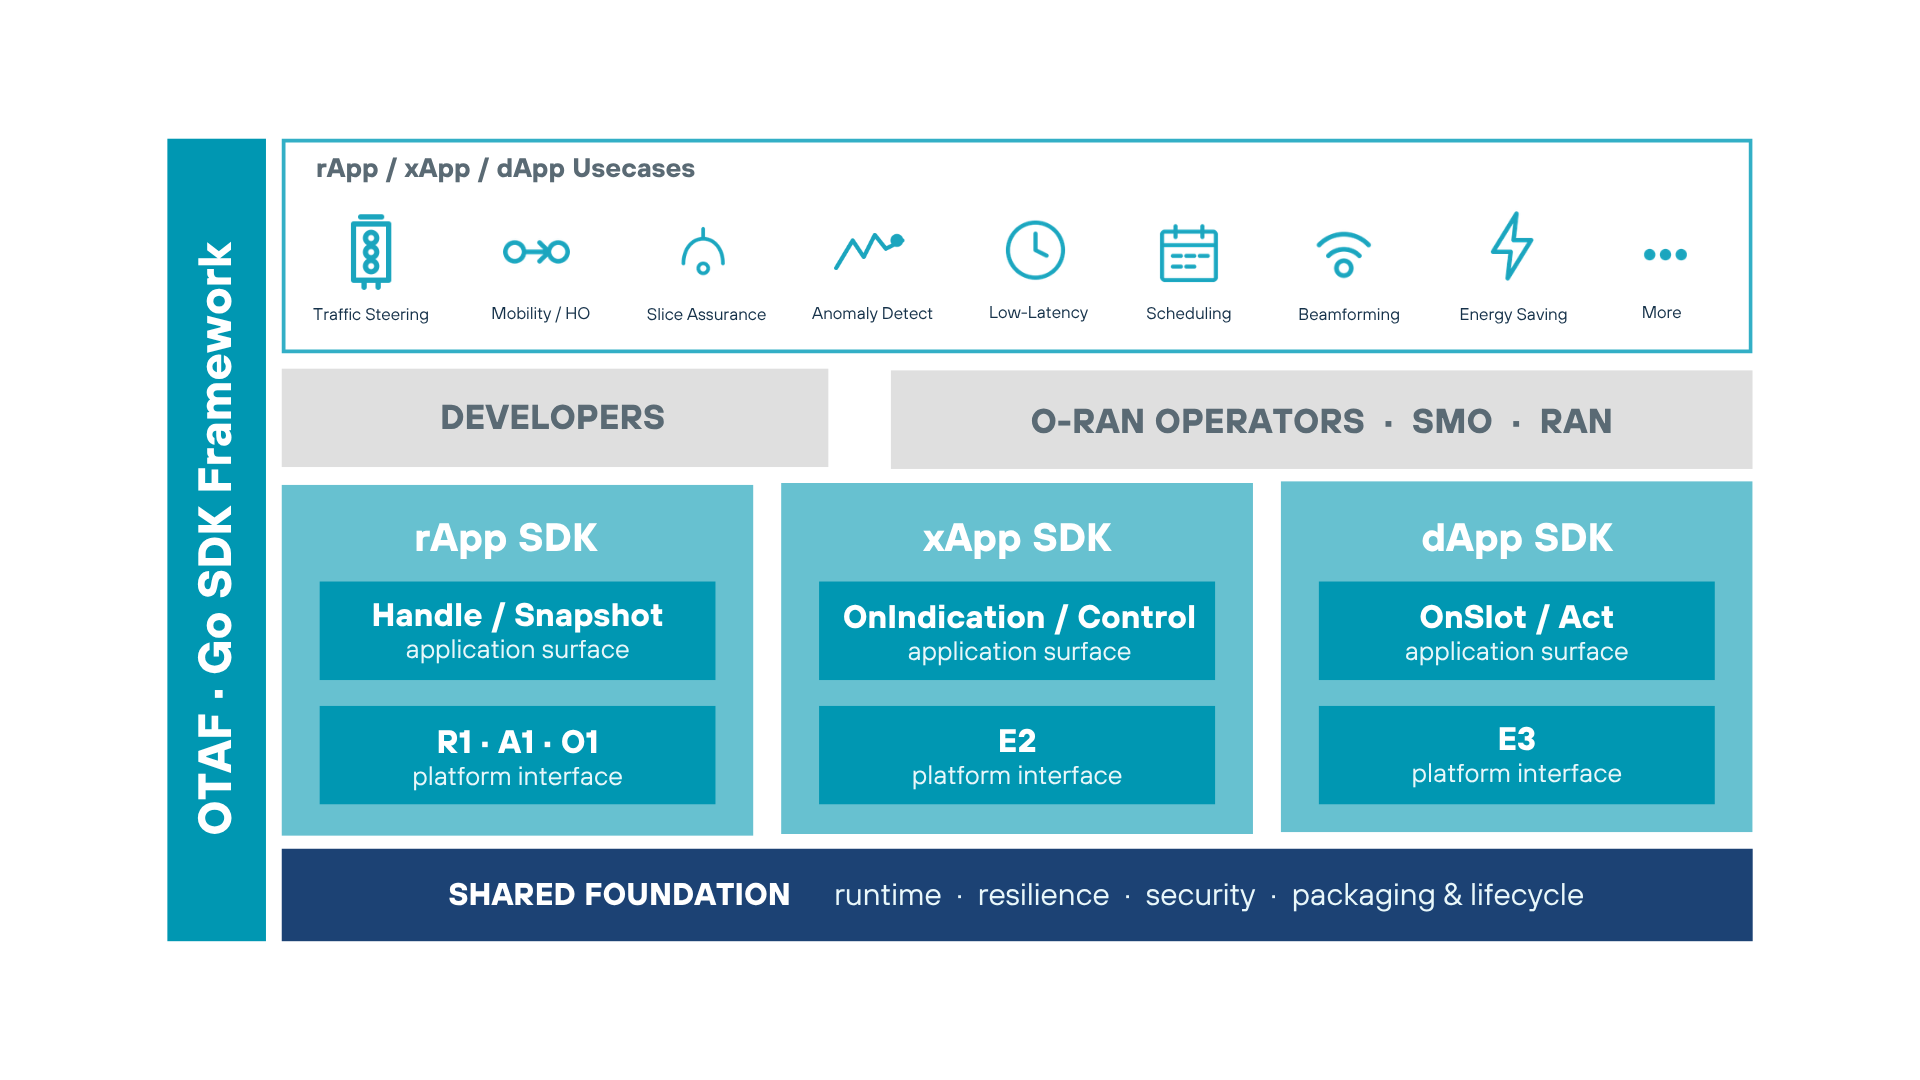 OTAF · Go SDK Framework
rApp / xApp / dApp Usecases
Traffic Steering
Mobility / HO
Slice Assurance
Anomaly Detect
Low-Latency
Scheduling
Beamforming
Energy Saving
More
DEVELOPERS
O-RAN OPERATORS · SMO · RAN
rApp SDK
Handle / Snapshot
application surface
R1 · A1 · O1
platform interface
xApp SDK
OnIndication / Control
application surface
E2
platform interface
dApp SDK
OnSlot / Act
application surface
E3
platform interface
SHARED FOUNDATION runtime · resilience · security · packaging & lifecycle